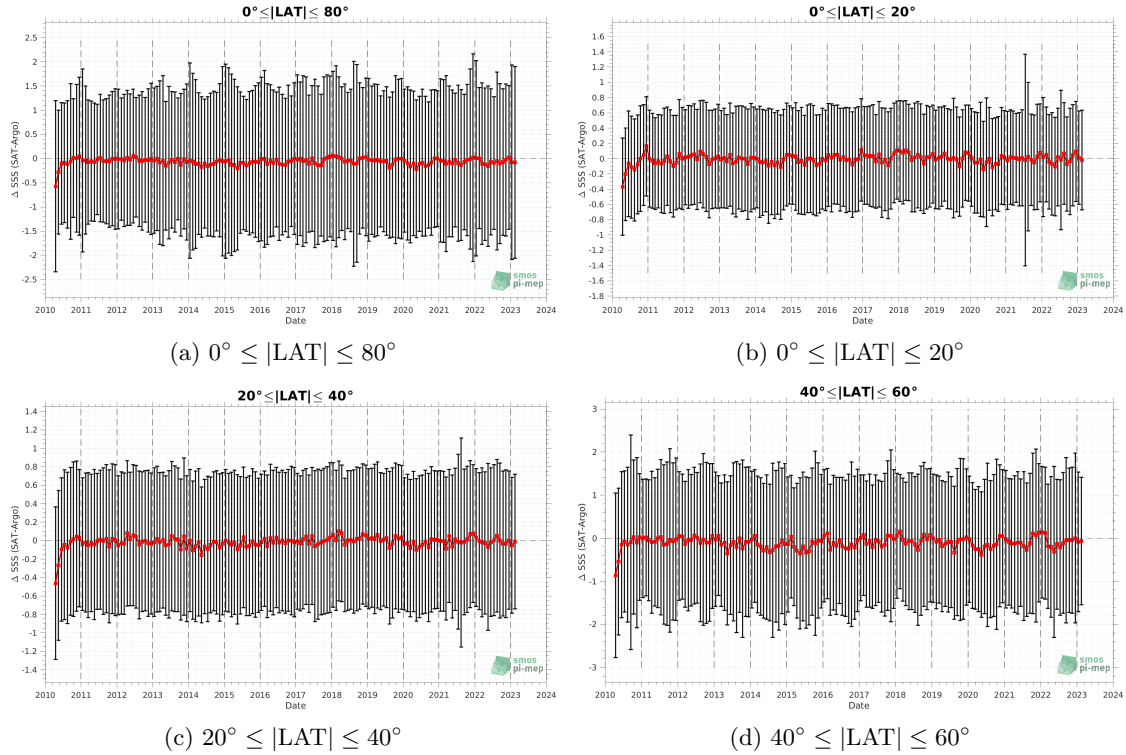 0°≤|LAT|≤ 80°
2.5
2
1.5
1
0.5
0
-0.5
-1
-1.5
-2
-2.5
Δ SSS (SAT-Argo)
2010 2011 2012 2013 2014 2015 2016 2017 2018 2019 2020 2021 2022 2023 2024
Date
smos
pi-mep
(a) 0° ≤ |LAT| ≤ 80°
0°≤|LAT|≤ 20°
1.6
1.4
1.2
1
0.8
0.6
0.4
0.2
0
-0.2
-0.4
-0.6
-0.8
-1
-1.2
-1.4
-1.6
-1.8
Δ SSS (SAT-Argo)
2010 2011 2012 2013 2014 2015 2016 2017 2018 2019 2020 2021 2022 2023 2024
Date
smos
pi-mep
(b) 0° ≤ |LAT| ≤ 20°
20°≤|LAT|≤ 40°
1.4
1.2
1
0.8
0.6
0.4
0.2
0
-0.2
-0.4
-0.6
-0.8
-1
-1.2
-1.4
Δ SSS (SAT-Argo)
2010 2011 2012 2013 2014 2015 2016 2017 2018 2019 2020 2021 2022 2023 2024
Date
smos
pi-mep
(c) 20° ≤ |LAT| ≤ 40°
40°≤|LAT|≤ 60°
3
2
1
0
-1
-2
-3
Δ SSS (SAT-Argo)
2010 2011 2012 2013 2014 2015 2016 2017 2018 2019 2020 2021 2022 2023 2024
Date
smos
pi-mep
(d) 40° ≤ |LAT| ≤ 60°